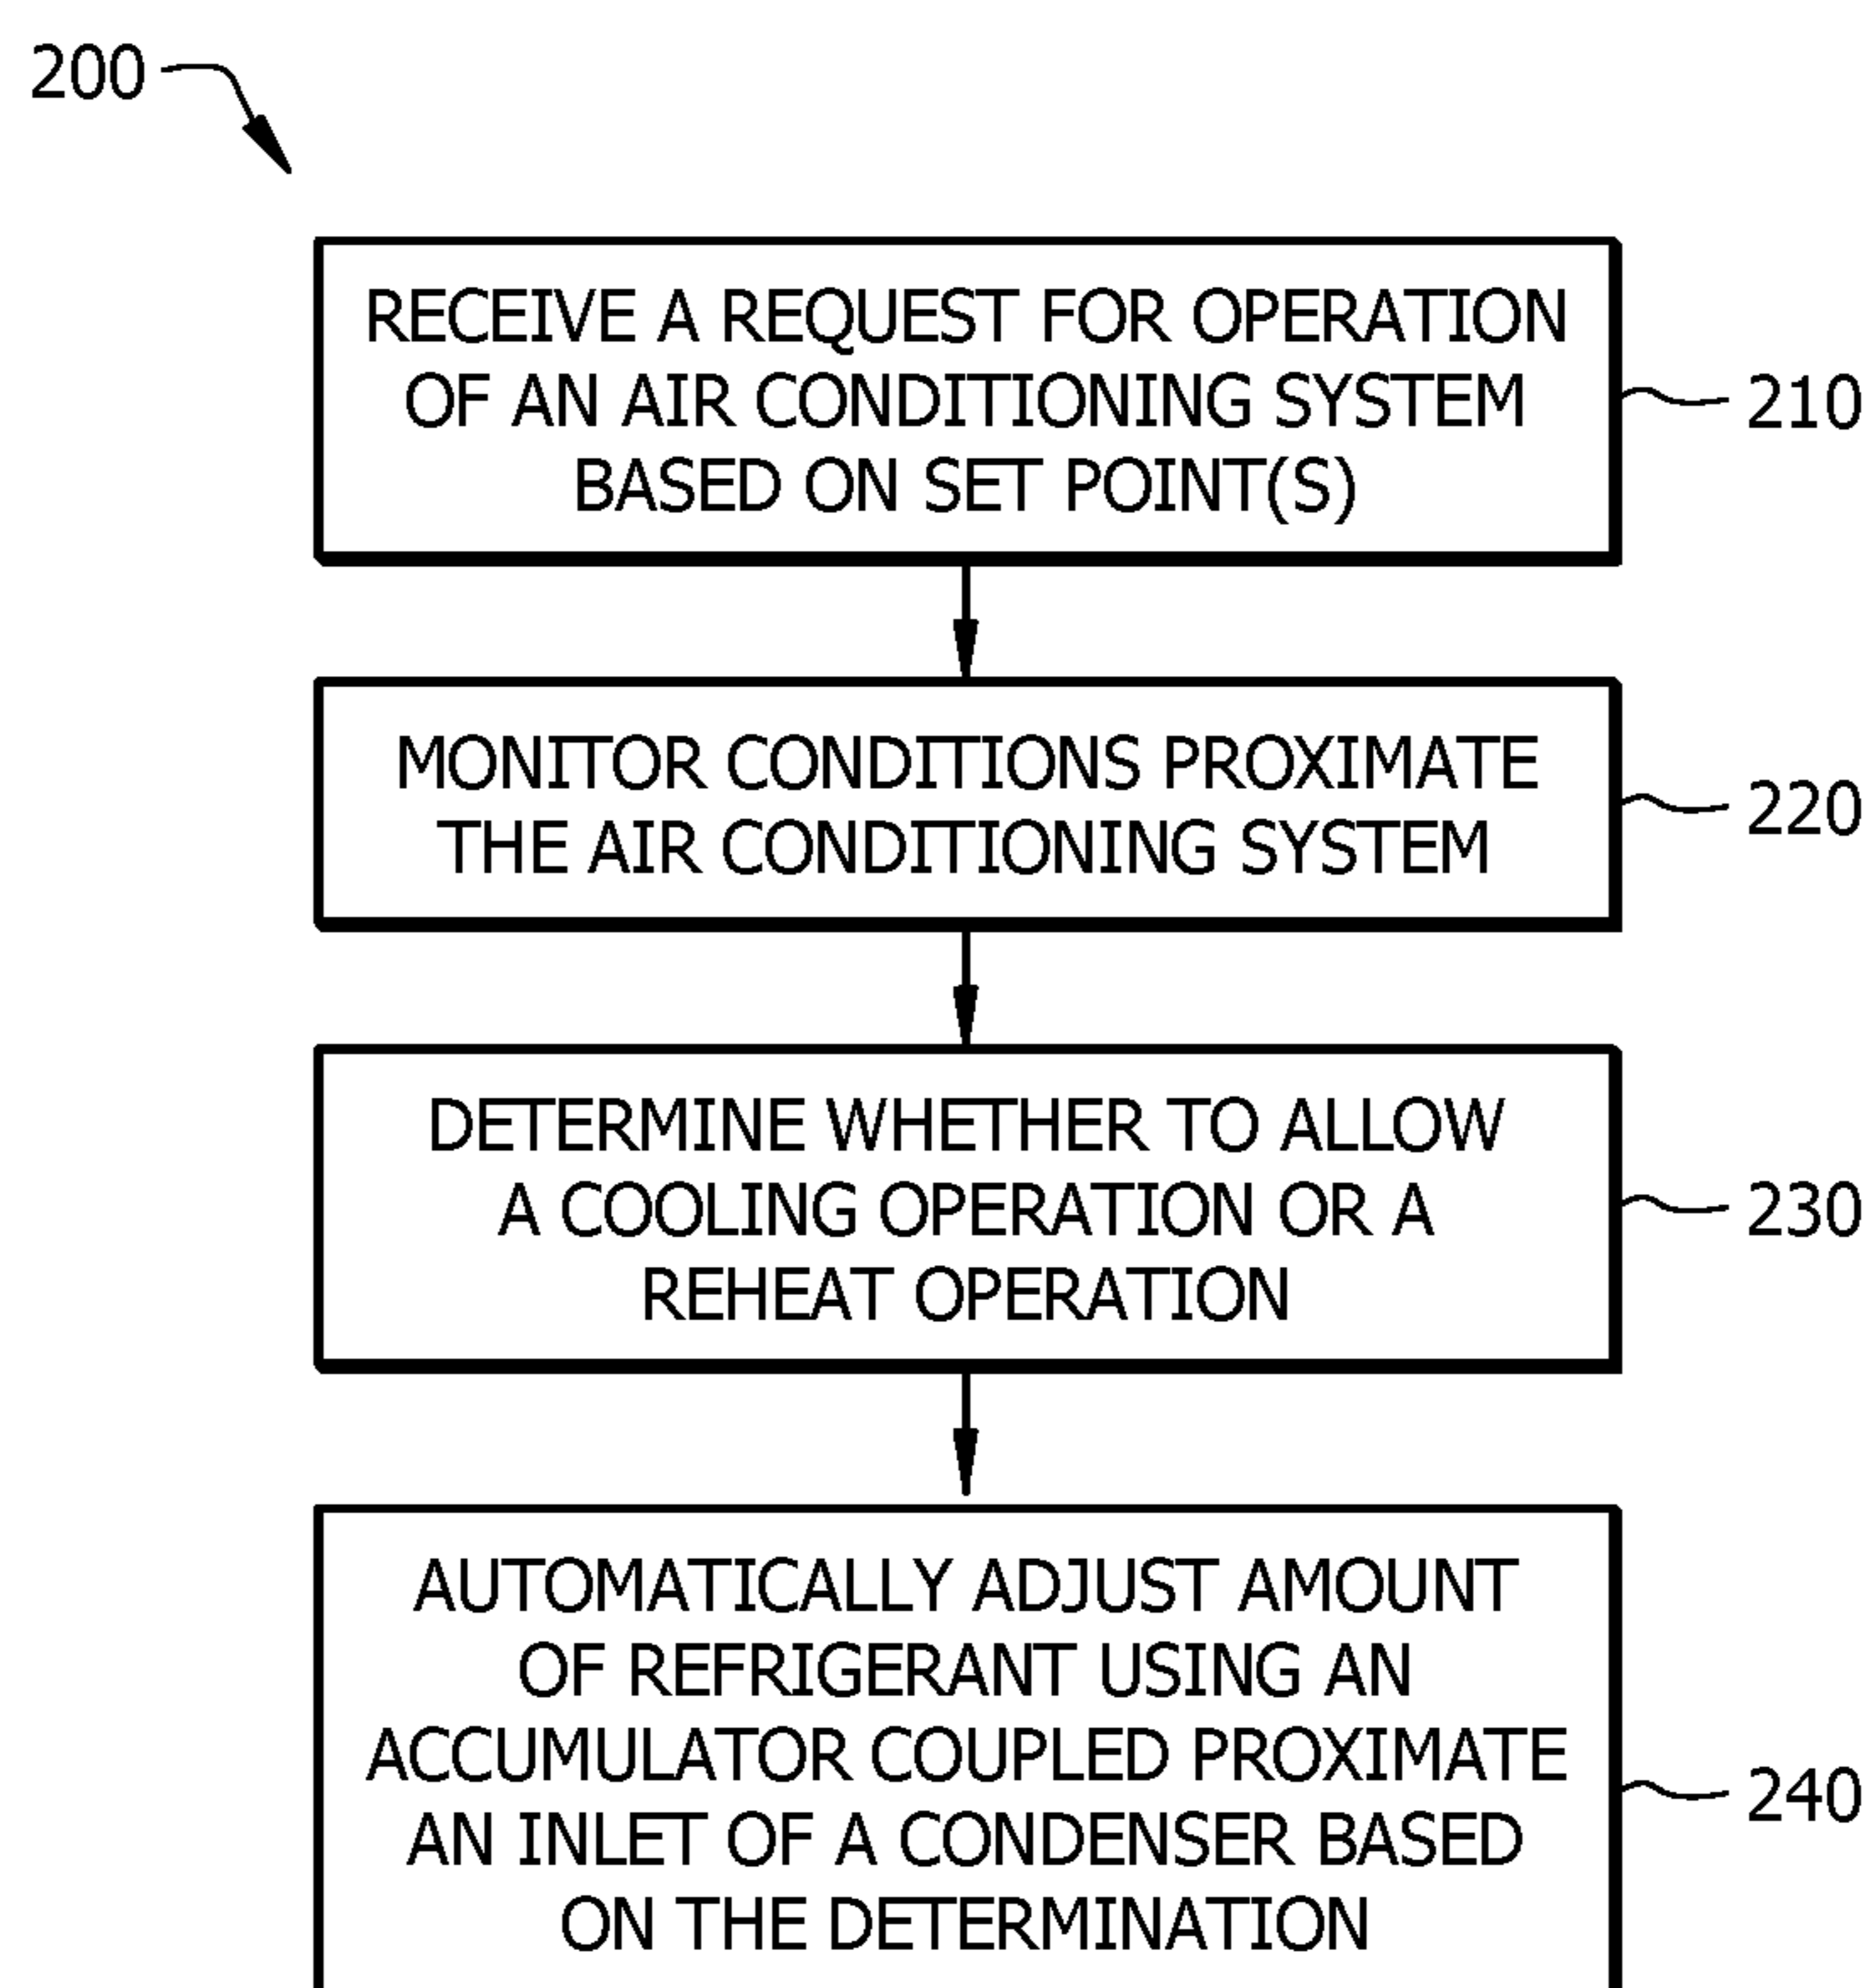 200
RECEIVE A REQUEST FOR OPERATION
OF AN AIR CONDITIONING SYSTEM
BASED ON SET POINT(S)
210
MONITOR CONDITIONS PROXIMATE
THE AIR CONDITIONING SYSTEM
220
DETERMINE WHETHER TO ALLOW
A COOLING OPERATION OR A
REHEAT OPERATION
230
AUTOMATICALLY ADJUST AMOUNT
OF REFRIGERANT USING AN
ACCUMULATOR COUPLED PROXIMATE
AN INLET OF A CONDENSER BASED
ON THE DETERMINATION
240